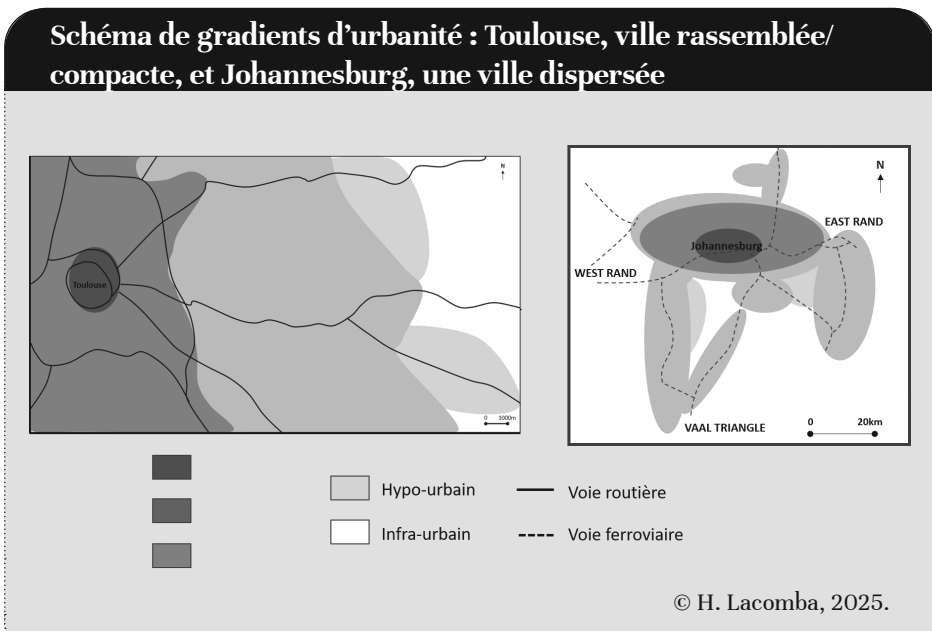 Schéma de gradients d’urbanité : Toulouse, ville rassemblée/
compacte, et Johannesburg, une ville dispersée
N
Toulouse
0 1000m
N
Johannesburg
EAST RAND
WEST RAND
VAAL TRIANGLE
0 20km
Hypo-urbain
Infra-urbain
Voie routière
Voie ferroviaire
© H. Lacomba, 2025.